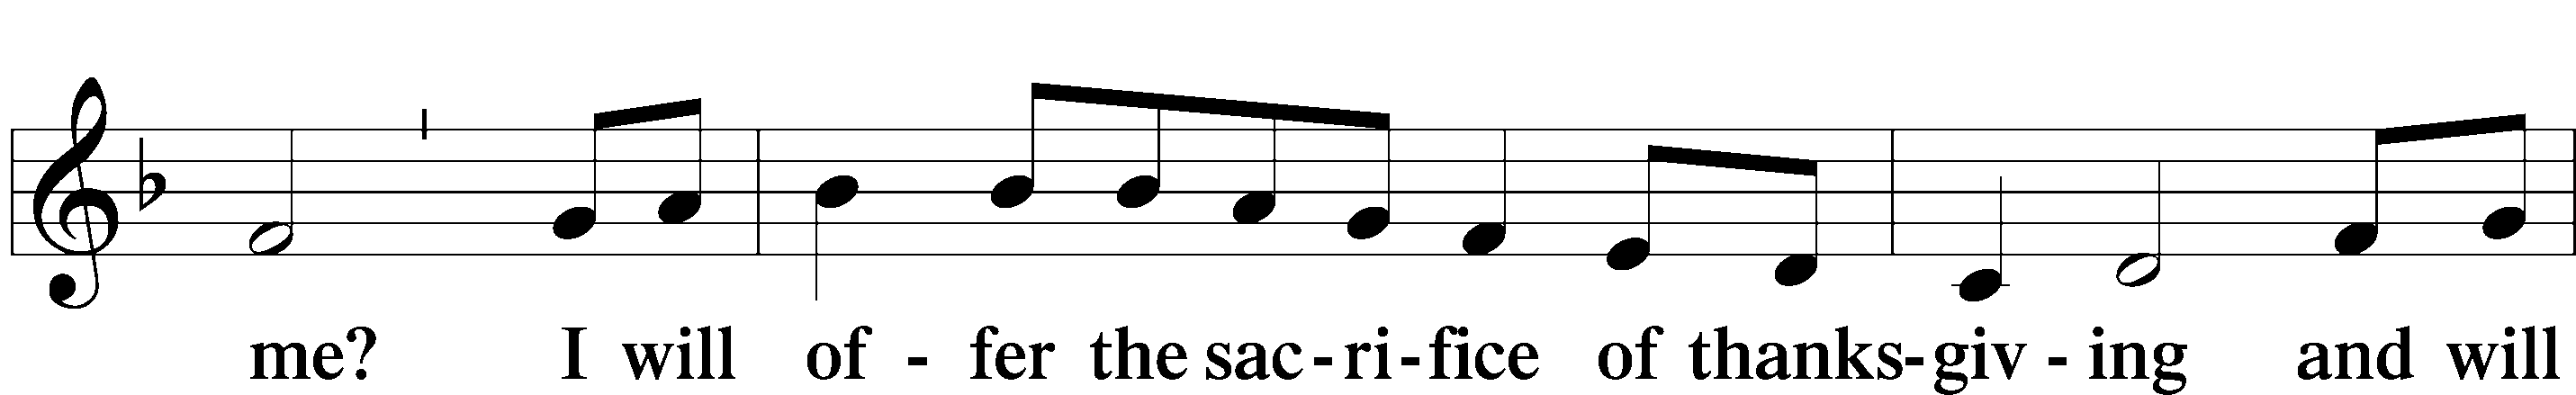 me? I will of - fer the sac-ri-fice of thanks-giv - ing and will